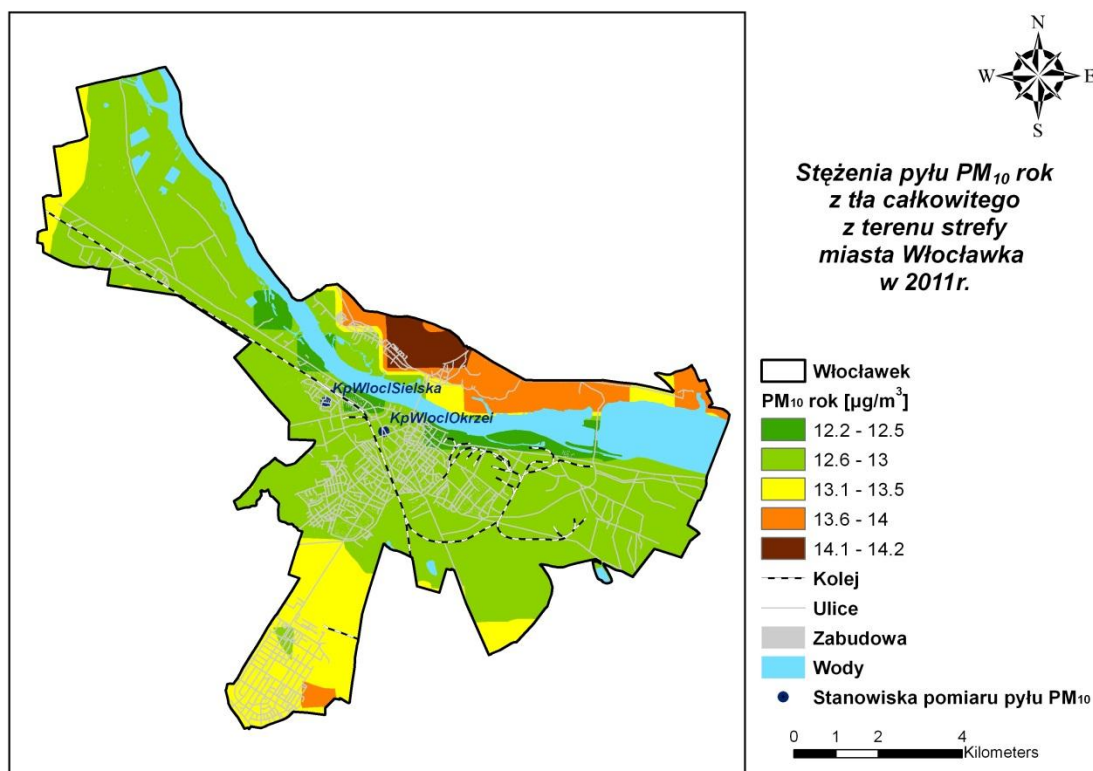 KpWloclSielska
KpWloclOkrzei
N
W E
S
Stężenia pyłu PM₁₀ rok
z tła całkowitego
z terenu strefy
miasta Włocławka
w 2011r.
Włocławek
PM₁₀ rok [µg/m³]
12.2 - 12.5
12.6 - 13
13.1 - 13.5
13.6 - 14
14.1 - 14.2
Kolej
Ulice
Zabudowa
Wody
Stanowiska pomiaru pyłu PM₁₀
0 1 2 4
Kilometers